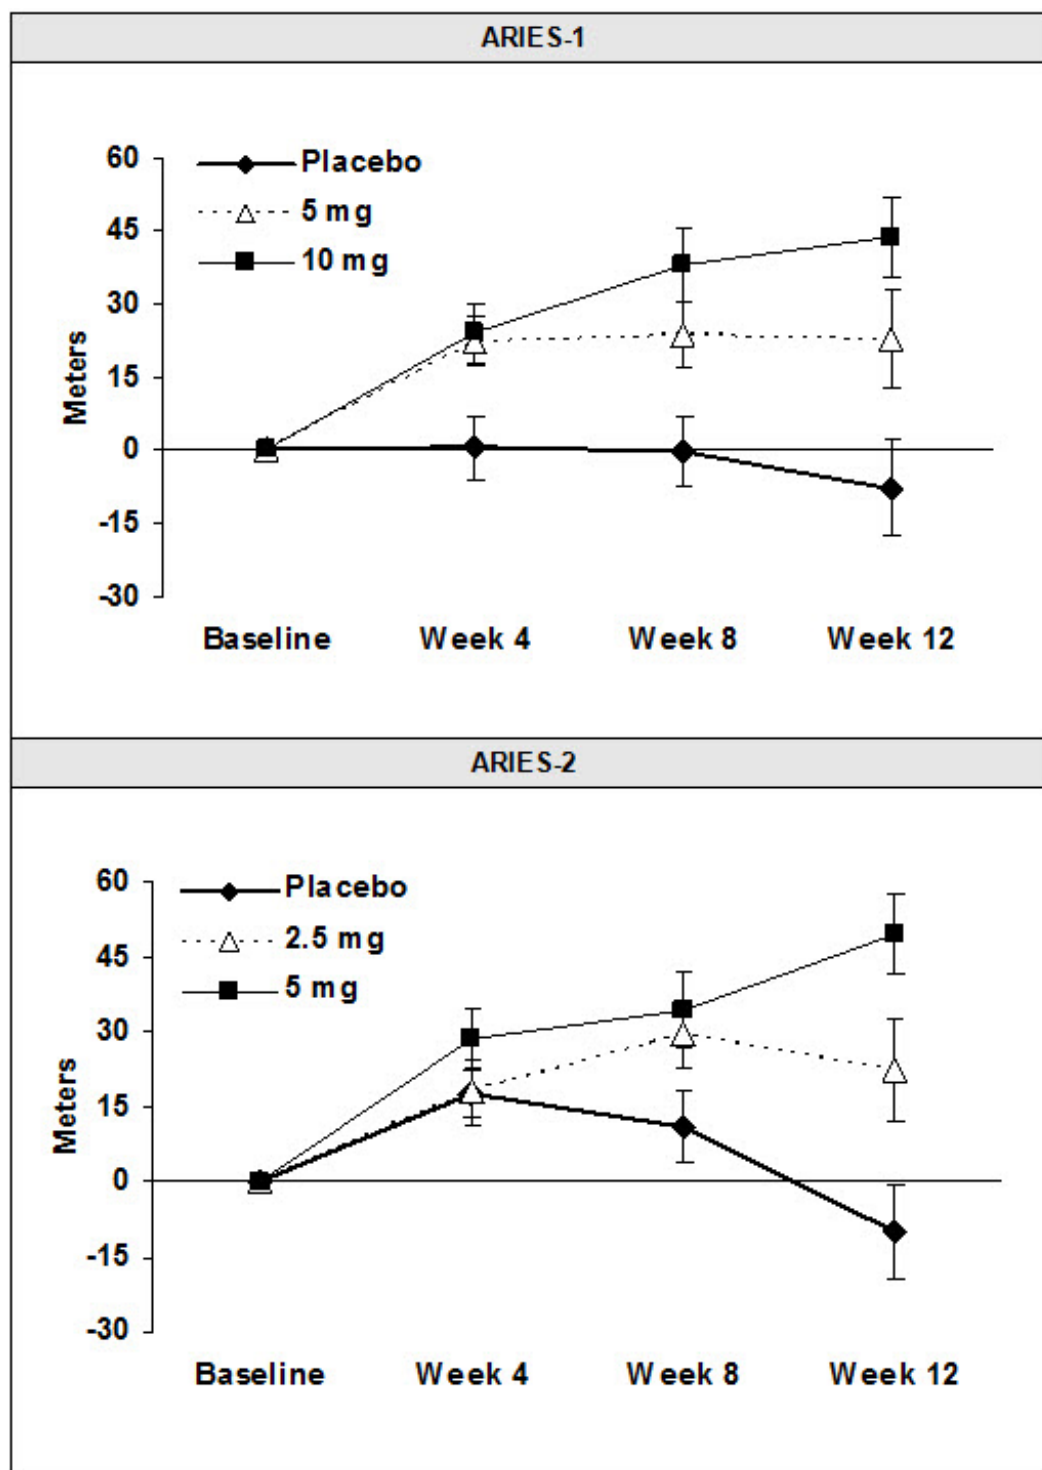 ARIES-1
60
Placebo
45
5 mg
10 mg
30
15
0
-15
-30
Meters
Baseline Week 4 Week 8 Week 12
ARIES-2
60
Placebo
45
2.5 mg
5 mg
30
15
0
-15
-30
Meters
Baseline Week 4 Week 8 Week 12